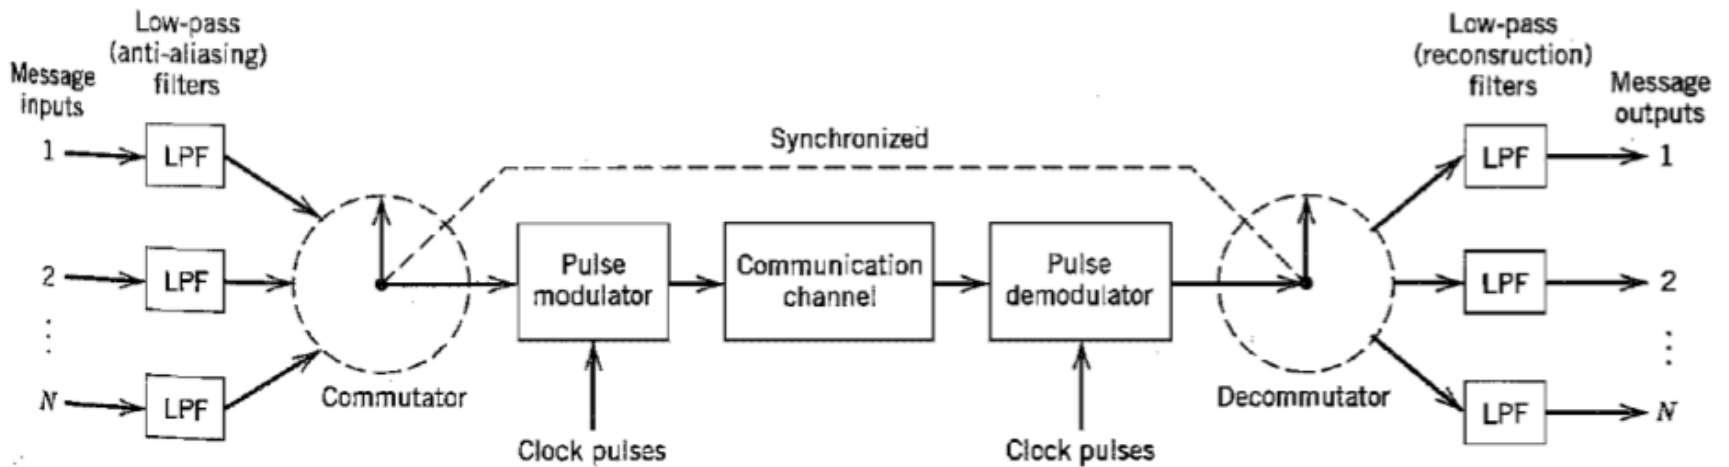 Low-pass
(anti-aliasing)
filters
Message
inputs
1
LPF
2
LPF
N
LPF
Commutator
Synchronized
Pulse
modulator
Clock pulses
Communication
channel
Pulse
demodulator
Clock pulses
Decommutator
Low-pass
(reconsruction)
filters
Message
outputs
LPF
1
LPF
2
LPF
N